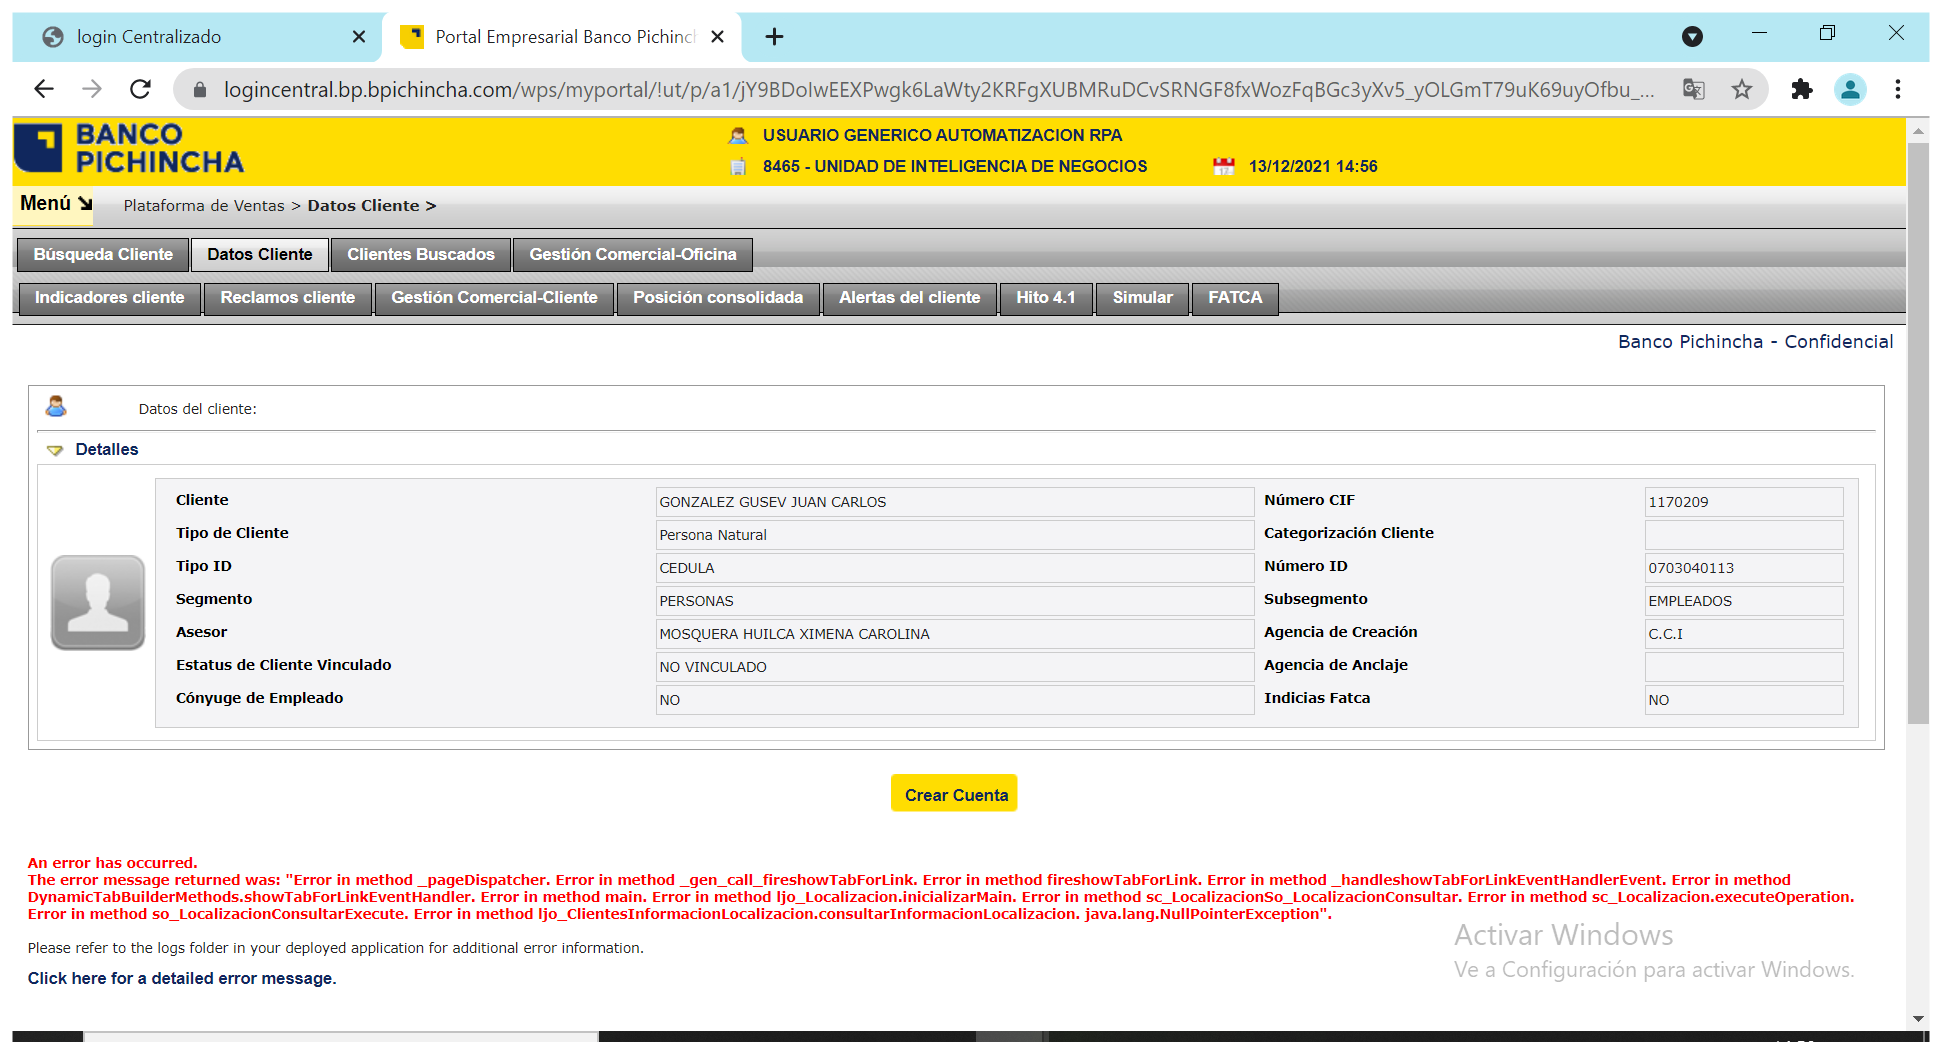 login Centralizado
Portal Empresarial Banco Pichinc
logincentral.bp.bpichincha.com/wps/myportal/!ut/p/a1/jY9BDoIwEEXPwgk6LaWty2KRFgXUBMRuDCvSRNGF8fxWozFqBGc3yXv5_yOLGmT79uK69uyOfbu_...
BANCO
PICHINCHA
USUARIO GENERICO AUTOMATIZACION RPA
8465 - UNIDAD DE INTELIGENCIA DE NEGOCIOS
13/12/2021 14:56
Menú
Plataforma de Ventas > Datos Cliente >
Búsqueda Cliente
Datos Cliente
Clientes Buscados
Gestión Comercial-Oficina
Indicadores cliente
Reclamos cliente
Gestión Comercial-Cliente
Posición consolidada
Alertas del cliente
Hito 4.1
Simular
FATCA
Banco Pichincha - Confidencial
Datos del cliente:
Detalles
Cliente GONZALEZ GUSEV JUAN CARLOS Número CIF 1170209
Tipo de Cliente Persona Natural Categorización Cliente
Tipo ID CEDULA Número ID 0703040113
Segmento PERSONAS Subsegmento EMPLEADOS
Asesor MOSQUERA HUILCA XIMENA CAROLINA Agencia de Creación C.C.I
Estatus de Cliente Vinculado NO VINCULADO Agencia de Anclaje
Cónyuge de Empleado NO Indicias Fatca NO
Crear Cuenta
An error has occurred.
The error message returned was: "Error in method _pageDispatcher. Error in method _gen_call_fireshowTabForLink. Error in method fireshowTabForLink. Error in method _handleshowTabForLinkEventHandlerEvent. Error in method
DynamicTabBuilderMethods.showTabForLinkEventHandler. Error in method main. Error in method ljo_Localizacion.inicializarMain. Error in method sc_LocalizacionSo_LocalizacionConsultar. Error in method sc_Localizacion.executeOperation.
Error in method so_LocalizacionConsultarExecute. Error in method ljo_ClientesInformacionLocalizacion.consultarInformacionLocalizacion. java.lang.NullPointerException".
Please refer to the logs folder in your deployed application for additional error information.
Click here for a detailed error message.
Activar Windows
Ve a Configuración para activar Windows.